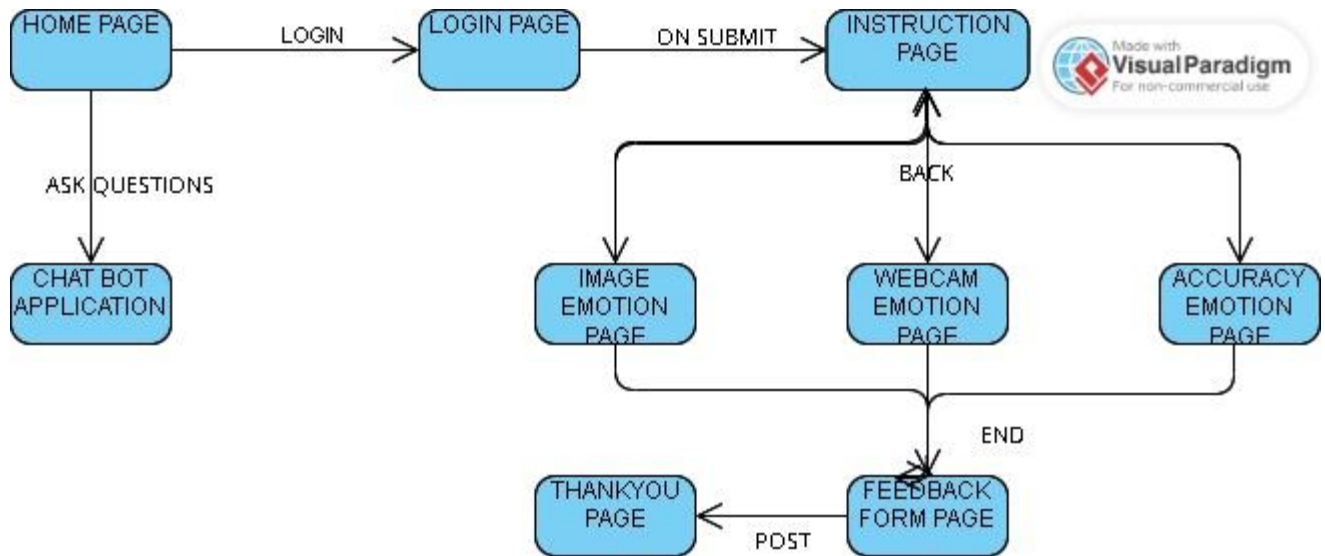 HOME PAGE
LOGIN
LOGIN PAGE
ON SUBMIT
INSTRUCTION
PAGE
Made with
Visual Paradigm
For non-commercial use
ASK QUESTIONS
BACK
CHAT BOT
APPLICATION
IMAGE
EMOTION
PAGE
WEBCAM
EMOTION
PAGE
ACCURACY
EMOTION
PAGE
END
THANKYOU
PAGE
POST
FEEDBACK
FORM PAGE